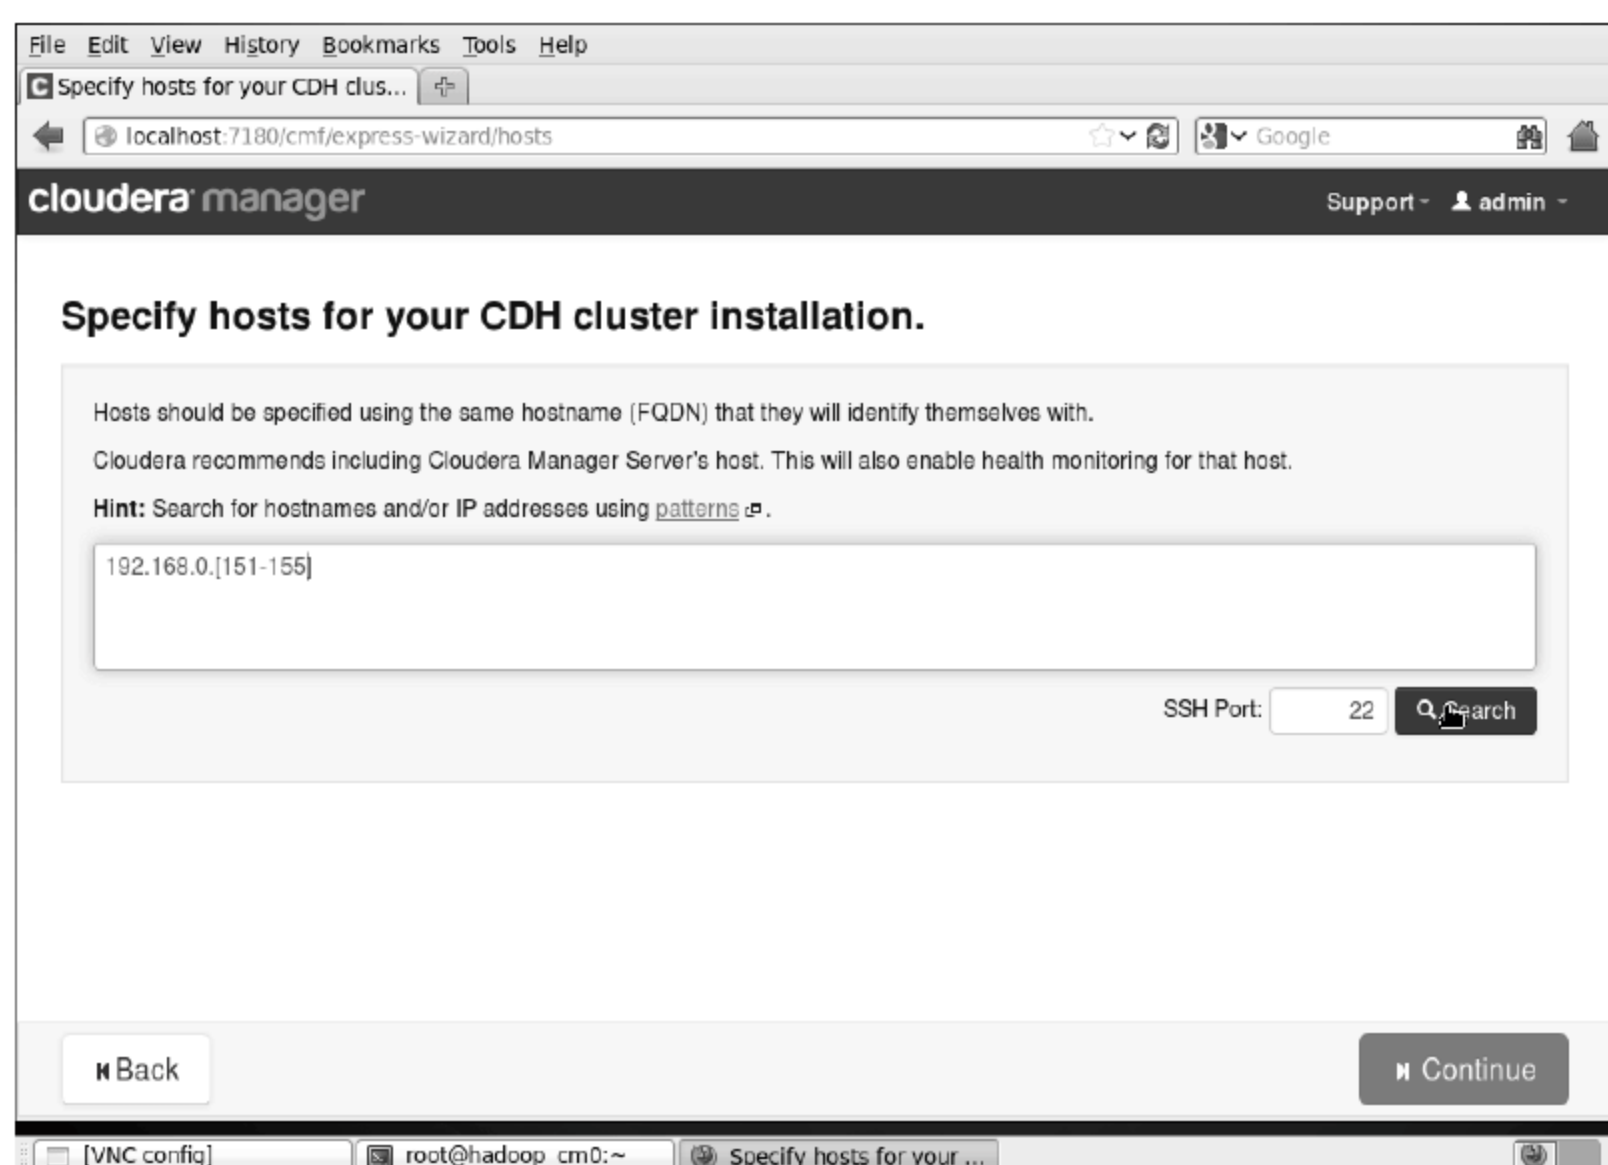 File Edit View History Bookmarks Tools Help
Specify hosts for your CDH clus...
localhost:7180/cmf/express-wizard/hosts Google
cloudera manager Support admin
Specify hosts for your CDH cluster installation.
Hosts should be specified using the same hostname (FQDN) that they will identify themselves with.
Cloudera recommends including Cloudera Manager Server's host. This will also enable health monitoring for that host.
Hint: Search for hostnames and/or IP addresses using patterns .
192.168.0.[151-155]
SSH Port: 22 Search
Back Continue
[VNC config] root@hadoop_cm0:~ Specify hosts for your ...